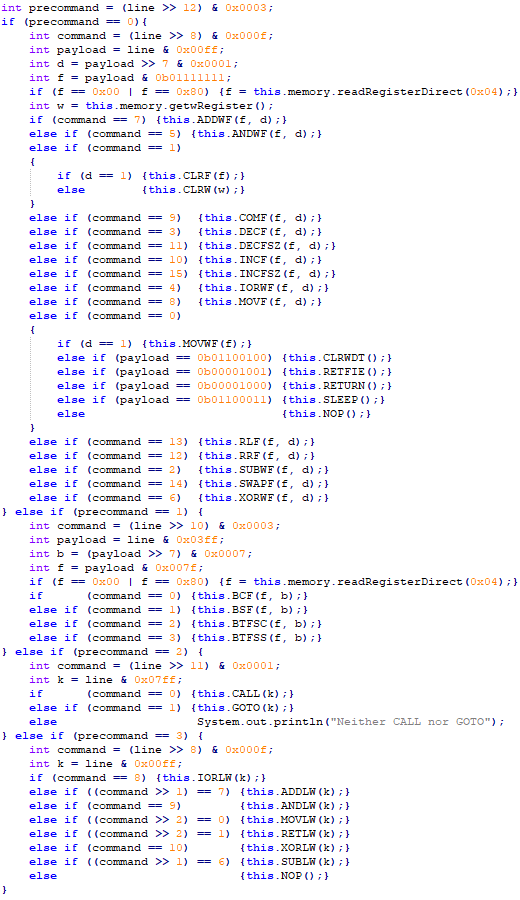 int precommand = (line >> 12) & 0x0003;
if (precommand == 0){
    int command = (line >> 8) & 0x000f;
    int payload = line & 0x00ff;
    int d = payload >> 7 & 0x0001;
    int f = payload & 0b01111111;
    if (f == 0x00 | f == 0x80) {f = this.memory.readRegisterDirect(0x04);}
    int w = this.memory.getwRegister();
    if (command == 7) {this.ADDWF(f, d);}
    else if (command == 5) {this.ANDWF(f, d);}
    else if (command == 1)
    {
        if (d == 1) {this.CLRF(f);}
        else        {this.CLRW(w);}
    }
    else if (command == 9)  {this.COMF(f, d);}
    else if (command == 3)  {this.DECF(f, d);}
    else if (command == 11) {this.DECFSZ(f, d);}
    else if (command == 10) {this.INCF(f, d);}
    else if (command == 15) {this.INCFSZ(f, d);}
    else if (command == 4)  {this.IORWF(f, d);}
    else if (command == 8)  {this.MOVF(f, d);}
    else if (command == 0)
    {
        if (d == 1) {this.MOVWF(f);}
        else if (payload == 0b01100100) {this.CLRWDT();}
        else if (payload == 0b00001001) {this.RETFIE();}
        else if (payload == 0b00001000) {this.RETURN();}
        else if (payload == 0b01100011) {this.SLEEP();}
        else                            {this.NOP();}
    }
    else if (command == 13) {this.RLF(f, d);}
    else if (command == 12) {this.RRF(f, d);}
    else if (command == 2)  {this.SUBWF(f, d);}
    else if (command == 14) {this.SWAPF(f, d);}
    else if (command == 6)  {this.XORWF(f, d);}
} else if (precommand == 1) {
    int command = (line >> 10) & 0x0003;
    int payload = line & 0x03ff;
    int b = (payload >> 7) & 0x0007;
    int f = payload & 0x007f;
    if (f == 0x00 | f == 0x80) {f = this.memory.readRegisterDirect(0x04);}
    if      (command == 0) {this.BCF(f, b);}
    else if (command == 1) {this.BSF(f, b);}
    else if (command == 2) {this.BTFSC(f, b);}
    else if (command == 3) {this.BTFSS(f, b);}
} else if (precommand == 2) {
    int command = (line >> 11) & 0x0001;
    int k = line & 0x07ff;
    if      (command == 0) {this.CALL(k);}
    else if (command == 1) {this.GOTO(k);}
    else                    System.out.println("Neither CALL nor GOTO");
} else if (precommand == 3) {
    int command = (line >> 8) & 0x000f;
    int k = line & 0x00ff;
    if (command == 8) {this.IORLW(k);}
    else if ((command >> 1) == 7) {this.ADDLW(k);}
    else if (command == 9)        {this.ANDLW(k);}
    else if ((command >> 2) == 0) {this.MOVLW(k);}
    else if ((command >> 2) == 1) {this.RETLW(k);}
    else if (command == 10)       {this.XORLW(k);}
    else if ((command >> 1) == 6) {this.SUBLW(k);}
    else                          {this.NOP();}
}